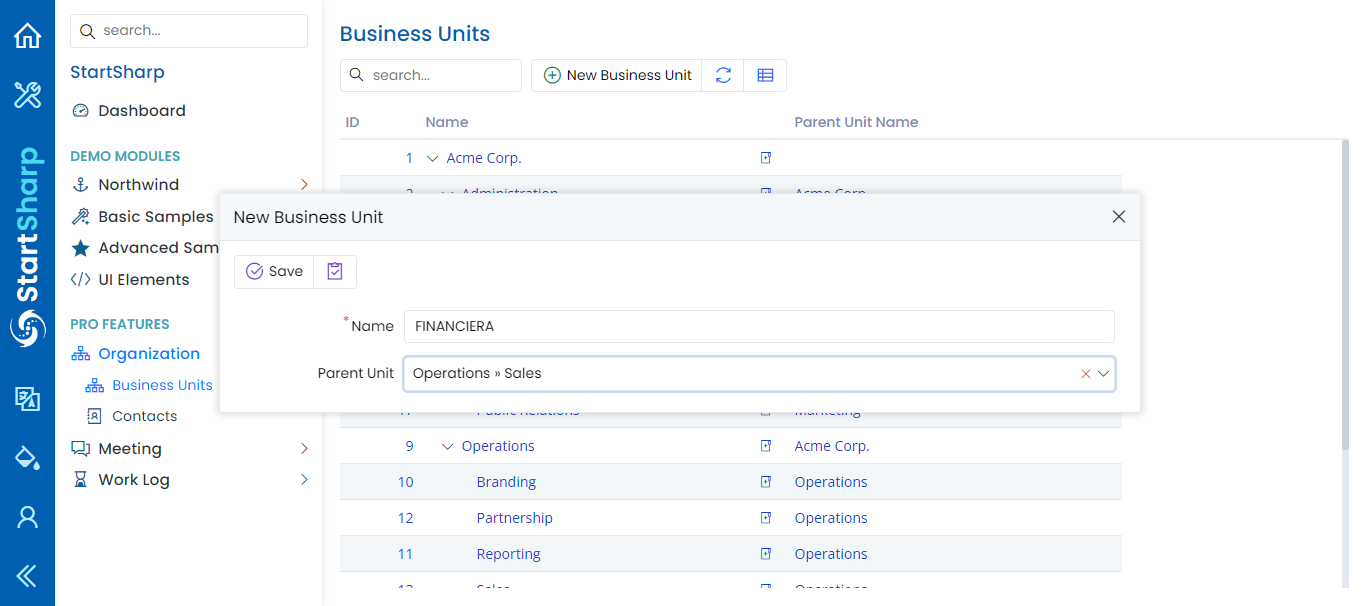 search...
StartSharp
Dashboard
DEMO MODULES
Northwind
Basic Samples
Advanced Sam
UI Elements
PRO FEATURES
Organization
Business Units
Contacts
Meeting
Work Log
StartSharp
Business Units
search...
New Business Unit
ID Name Parent Unit Name
1 Acme Corp.
2 Administration Acme Corp.
New Business Unit
Save
* Name FINANCIERA
Parent Unit Operations » Sales
17 Public Relations Marketing
9 Operations Acme Corp.
10 Branding Operations
12 Partnership Operations
11 Reporting Operations
13 Sales Operations